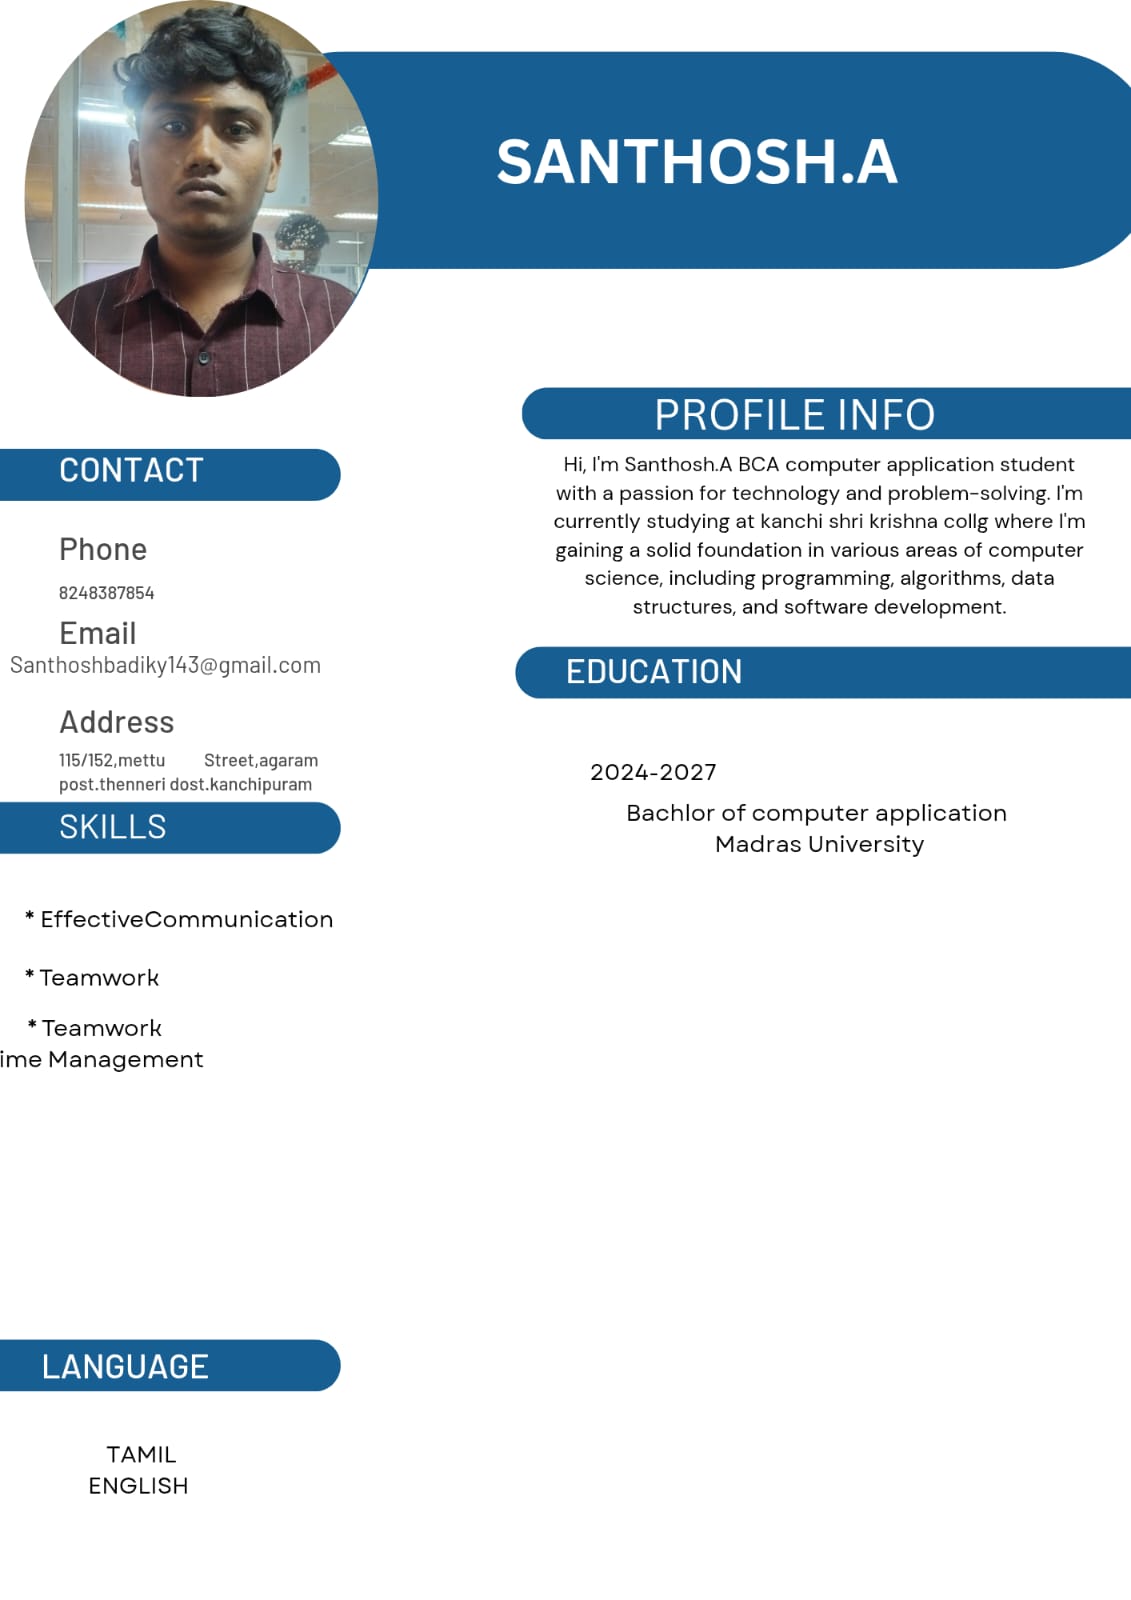 SANTHOSH.A
CONTACT
Phone
8248387854
Email
Santhoshbadiky143@gmail.com
Address
115/152,mettu Street,agaram
post.thenneri dost.kanchipuram
SKILLS
* EffectiveCommunication
* Teamwork
* Teamwork
ime Management
LANGUAGE
TAMIL
ENGLISH
PROFILE INFO
Hi, I'm Santhosh.A BCA computer application student
with a passion for technology and problem-solving. I'm
currently studying at kanchi shri krishna collg where I'm
gaining a solid foundation in various areas of computer
science, including programming, algorithms, data
structures, and software development.
EDUCATION
2024-2027
Bachlor of computer application
Madras University